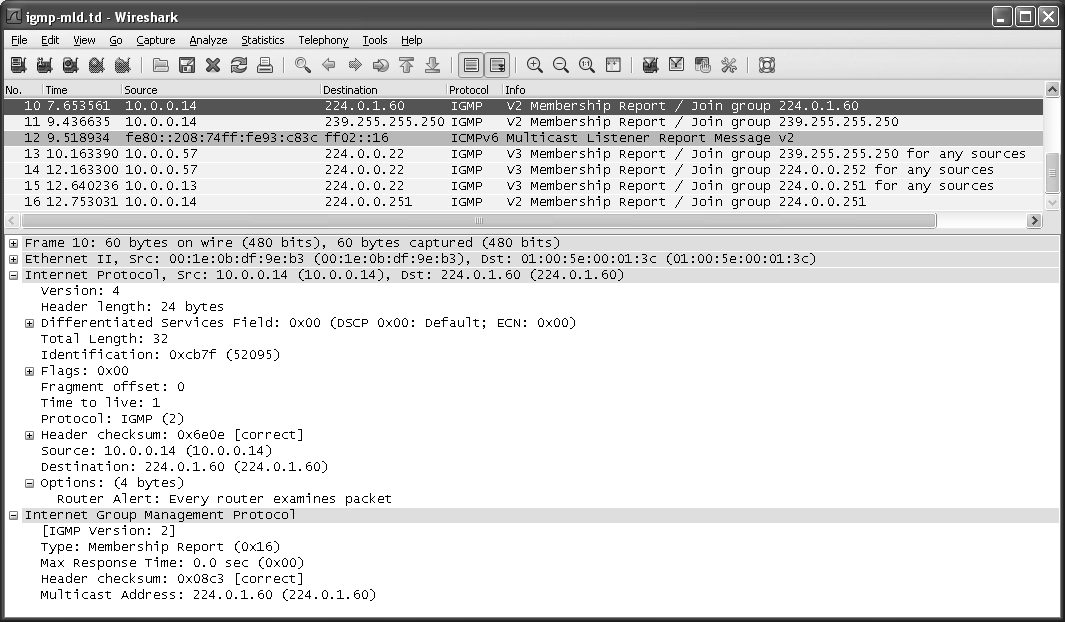 igmp-mld.td - Wireshark
File Edit View Go Capture Analyze Statistics Telephony Tools Help
No. Time Source Destination Protocol Info
10 7.653561 10.0.0.14 224.0.1.60 IGMP V2 Membership Report / Join group 224.0.1.60
11 9.436635 10.0.0.14 239.255.255.250 IGMP V2 Membership Report / Join group 239.255.255.250
12 9.518934 fe80::208:74ff:fe93:c83c ff02::16 ICMPv6 Multicast Listener Report Message v2
13 10.163390 10.0.0.57 224.0.0.22 IGMP V3 Membership Report / Join group 239.255.255.250 for any sources
14 12.163300 10.0.0.57 224.0.0.22 IGMP V3 Membership Report / Join group 224.0.0.252 for any sources
15 12.640236 10.0.0.13 224.0.0.22 IGMP V3 Membership Report / Join group 224.0.0.251 for any sources
16 12.753031 10.0.0.14 224.0.0.251 IGMP V2 Membership Report / Join group 224.0.0.251
Frame 10: 60 bytes on wire (480 bits), 60 bytes captured (480 bits)
Ethernet II, Src: 00:1e:0b:df:9e:b3 (00:1e:0b:df:9e:b3), Dst: 01:00:5e:00:01:3c (01:00:5e:00:01:3c)
Internet Protocol, Src: 10.0.0.14 (10.0.0.14), Dst: 224.0.1.60 (224.0.1.60)
Version: 4
Header length: 24 bytes
Differentiated Services Field: 0x00 (DSCP 0x00: Default; ECN: 0x00)
Total Length: 32
Identification: 0xcb7f (52095)
Flags: 0x00
Fragment offset: 0
Time to live: 1
Protocol: IGMP (2)
Header checksum: 0x6e0e [correct]
Source: 10.0.0.14 (10.0.0.14)
Destination: 224.0.1.60 (224.0.1.60)
Options: (4 bytes)
Router Alert: Every router examines packet
Internet Group Management Protocol
[IGMP Version: 2]
Type: Membership Report (0x16)
Max Response Time: 0.0 sec (0x00)
Header checksum: 0x08c3 [correct]
Multicast Address: 224.0.1.60 (224.0.1.60)